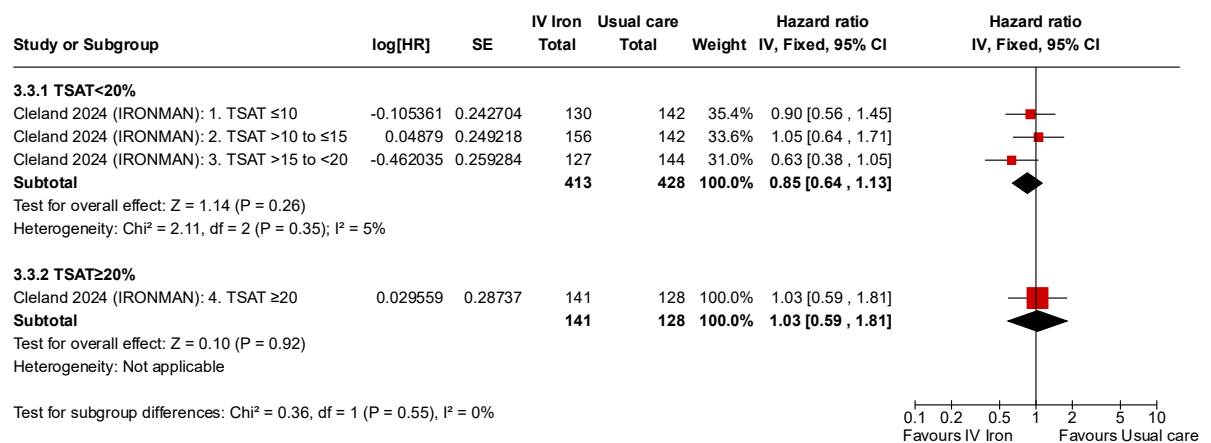 IV Iron Usual care Hazard ratio Hazard ratio
Study or Subgroup log[HR] SE Total Total Weight IV, Fixed, 95% CI IV, Fixed, 95% CI
3.3.1 TSAT<20%
Cleland 2024 (IRONMAN): 1. TSAT ≤10 -0.105361 0.242704 130 142 35.4% 0.90 [0.56 , 1.45]
Cleland 2024 (IRONMAN): 2. TSAT >10 to ≤15 0.04879 0.249218 156 142 33.6% 1.05 [0.64 , 1.71]
Cleland 2024 (IRONMAN): 3. TSAT >15 to <20 -0.462035 0.259284 127 144 31.0% 0.63 [0.38 , 1.05]
Subtotal 413 428 100.0% 0.85 [0.64 , 1.13]
Test for overall effect: Z = 1.14 (P = 0.26)
Heterogeneity: Chi² = 2.11, df = 2 (P = 0.35); I² = 5%
3.3.2 TSAT≥20%
Cleland 2024 (IRONMAN): 4. TSAT ≥20 0.029559 0.28737 141 128 100.0% 1.03 [0.59 , 1.81]
Subtotal 141 128 100.0% 1.03 [0.59 , 1.81]
Test for overall effect: Z = 0.10 (P = 0.92)
Heterogeneity: Not applicable
Test for subgroup differences: Chi² = 0.36, df = 1 (P = 0.55), I² = 0%
0.1 0.2 0.5 1 2 5 10
Favours IV Iron Favours Usual care